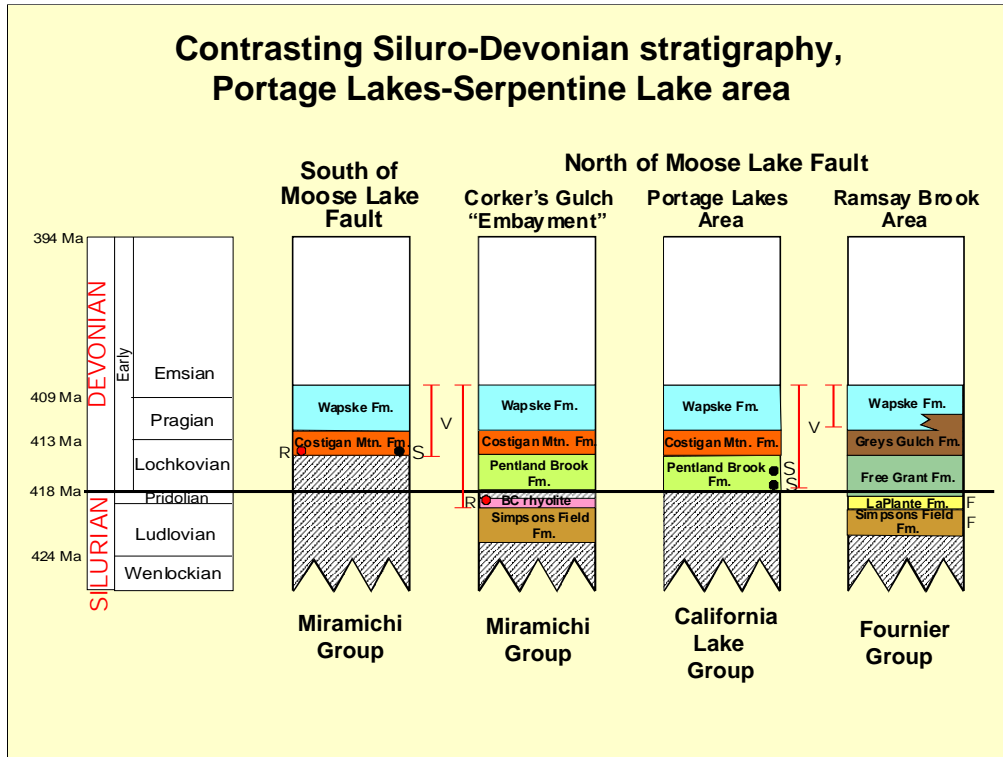 Contrasting Siluro-Devonian stratigraphy,
Portage Lakes-Serpentine Lake area
South of
Moose Lake
Fault
North of Moose Lake Fault
Corker's Gulch
“Embayment”
Portage Lakes
Area
Ramsay Brook
Area
394 Ma
409 Ma
413 Ma
418 Ma
424 Ma
DEVONIAN
SILURIAN
Early
Emsian
Pragian
Lochkovian
Pridolian
Ludlovian
Wenlockian
Wapske Fm.
Costigan Mtn. Fm.
R
S
V
Miramichi
Group
Wapske Fm.
Costigan Mtn. Fm.
Pentland Brook
Fm.
R
BC rhyolite
Simpsons Field
Fm.
Miramichi
Group
Wapske Fm.
Costigan Mtn. Fm.
Pentland Brook
Fm.
S
S
V
California
Lake
Group
Wapske Fm.
Greys Gulch Fm.
Free Grant Fm.
LaPlante Fm.
F
Simpsons Field
Fm.
F
Fournier
Group